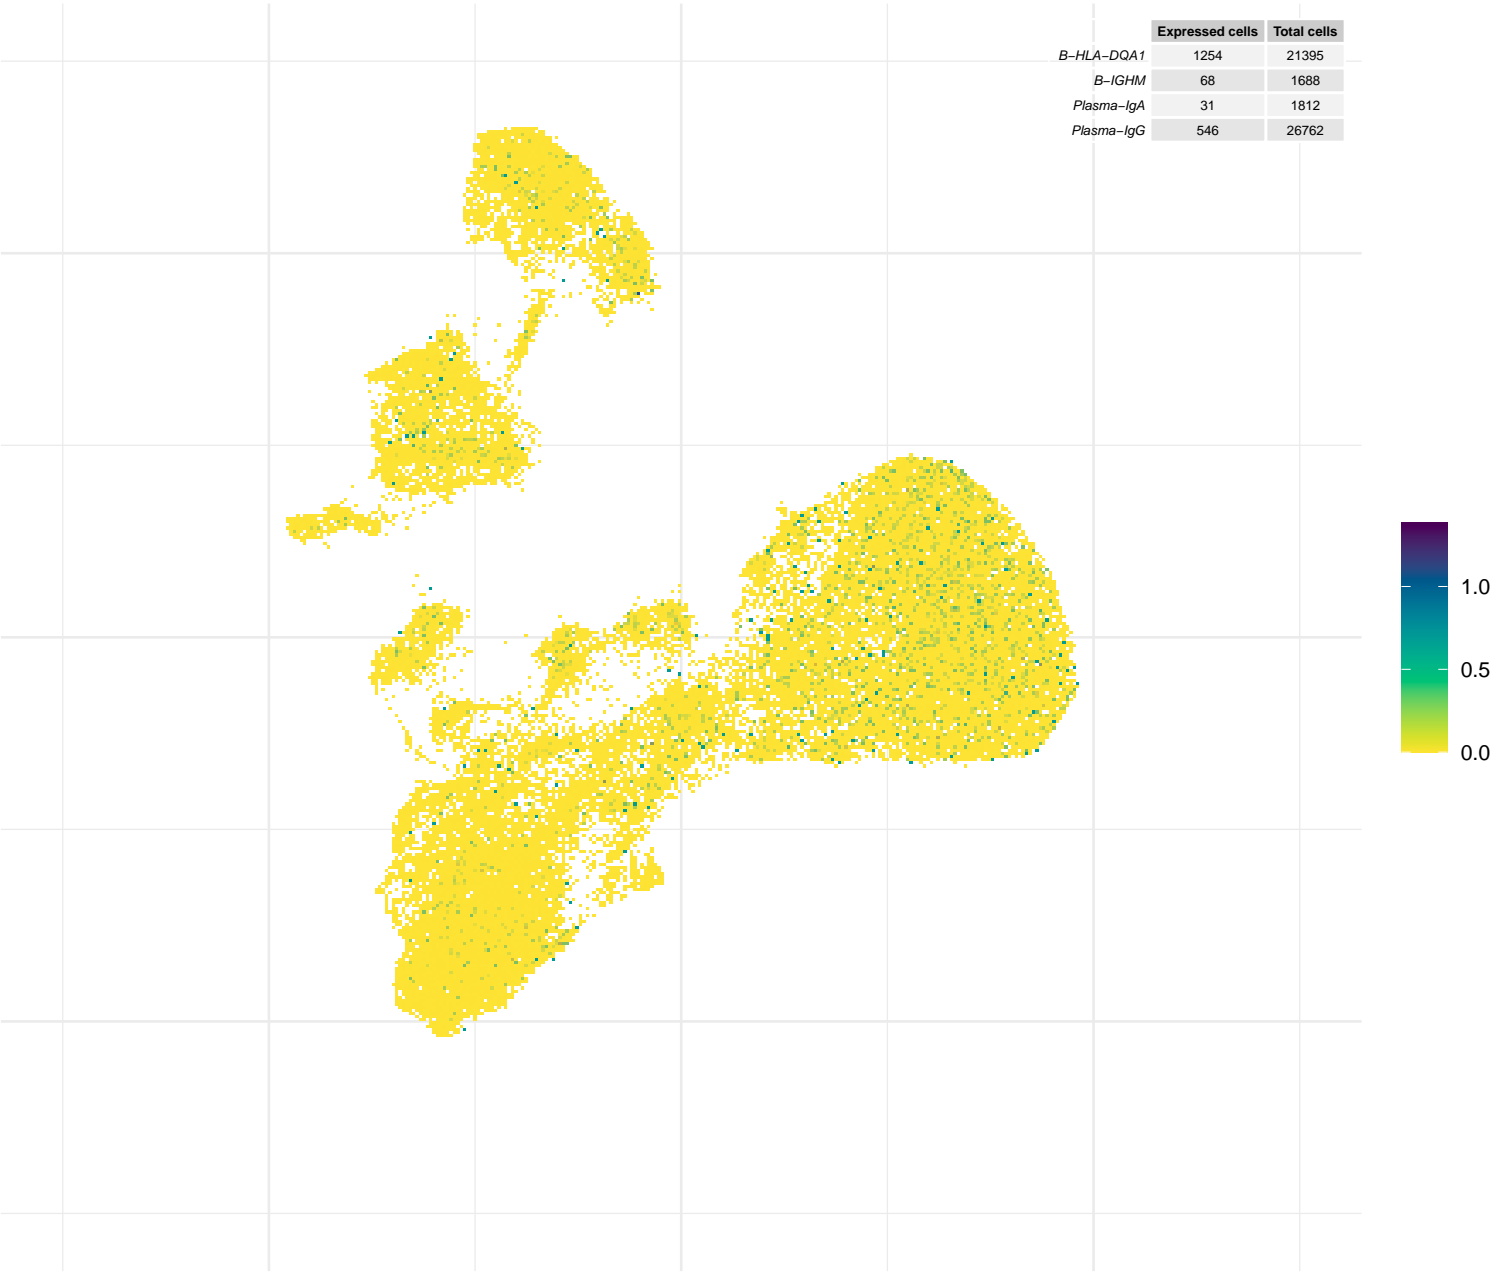 Expressed cells Total cells
B−HLA−DQA1 1254 21395
B−IGHM 68 1688
Plasma−IgA 31 1812
Plasma−IgG 546 26762
1.0
0.5
0.0